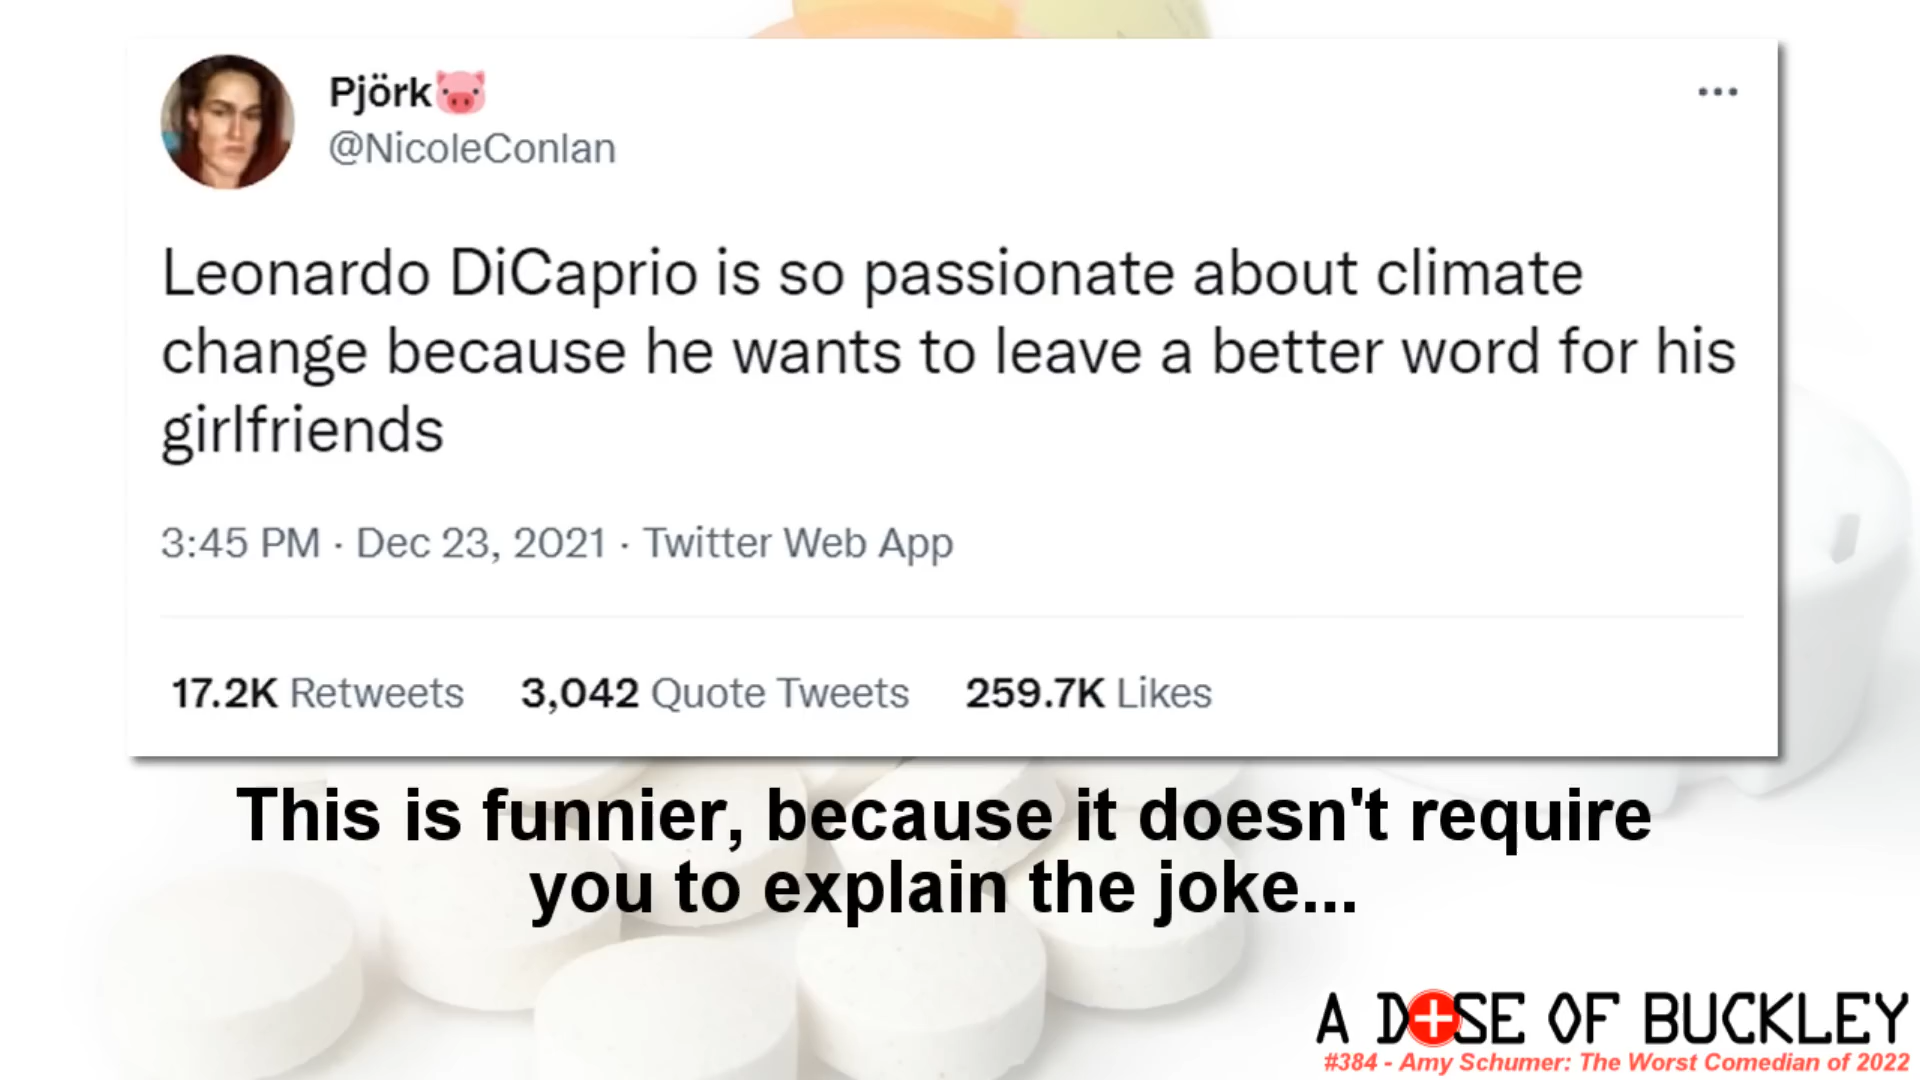 Pjörk🐷
@NicoleConlan
Leonardo DiCaprio is so passionate about climate
change because he wants to leave a better word for his
girlfriends
3:45 PM · Dec 23, 2021 · Twitter Web App
17.2K Retweets 3,042 Quote Tweets 259.7K Likes
This is funnier, because it doesn't require
you to explain the joke...
A DOSE OF BUCKLEY
#384 - Amy Schumer: The Worst Comedian of 2022